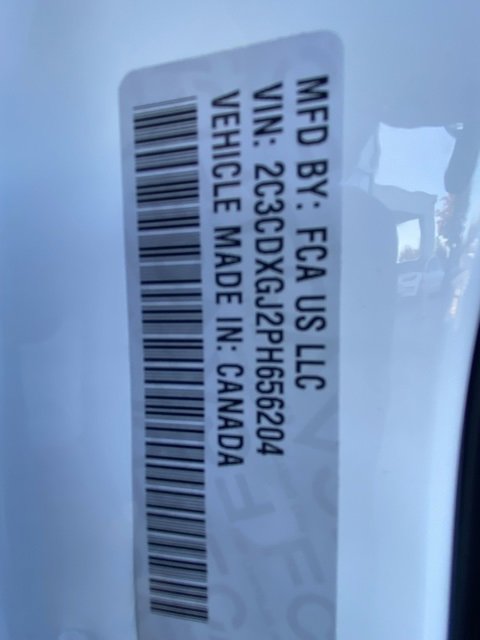 MFD BY: FCA US LLC
VIN: 2C3CDXGJ2PH656204
VEHICLE MADE IN: CANADA